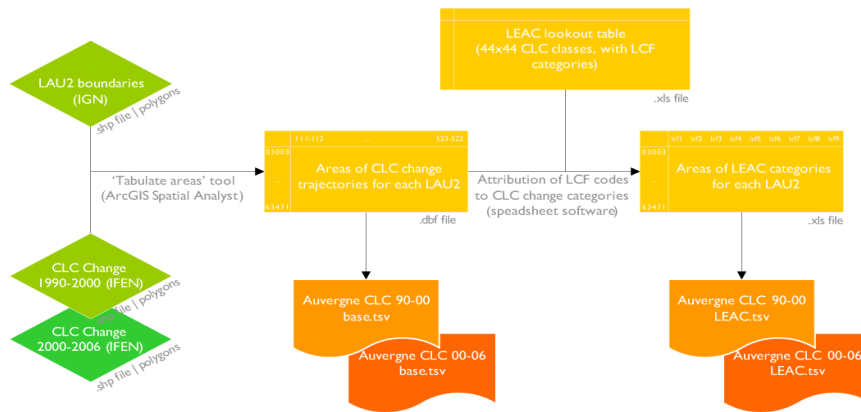 LEAC lookout table
(44x44 CLC classes, with LCF
categories)
.xls file
LAU2 boundaries
(IGN)
.shp file | polygons
111-112 ... 523-522
03003
...
63471
Areas of CLC change
trajectories for each LAU2
.dbf file
'Tabulate areas' tool
(ArcGIS Spatial Analyst)
Attribution of LCF codes
to CLC change categories
(speadsheet software)
lcf1 lcf2 lcf3 lcf4 lcf5 lcf6 lcf7 lcf8 lcf9
03003
...
63471
Areas of LEAC categories
for each LAU2
.xls file
CLC Change
1990-2000 (IFEN)
.shp file | polygons
CLC Change
2000-2006 (IFEN)
.shp file | polygons
Auvergne CLC 90-00
base.tsv
Auvergne CLC 00-06
base.tsv
Auvergne CLC 90-00
LEAC.tsv
Auvergne CLC 00-06
LEAC.tsv